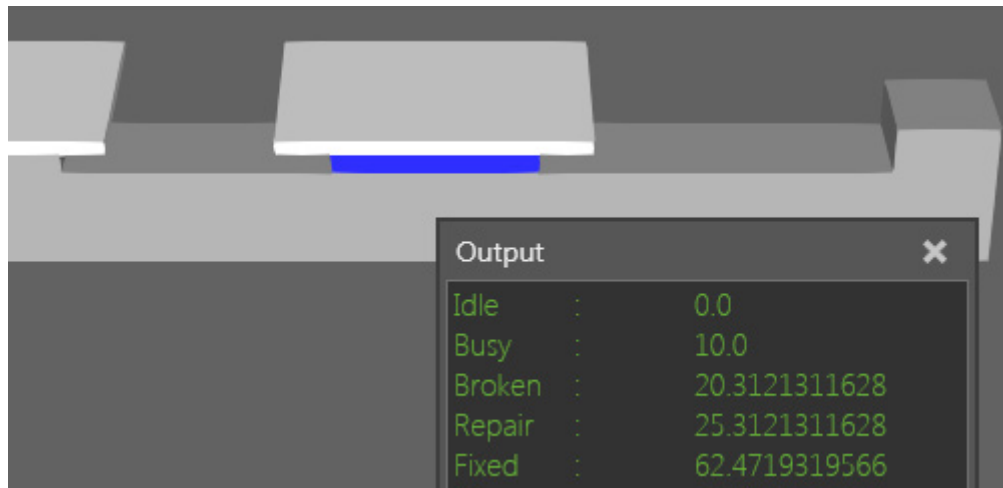 Output
Idle : 0.0
Busy : 10.0
Broken : 20.3121311628
Repair : 25.3121311628
Fixed : 62.4719319566